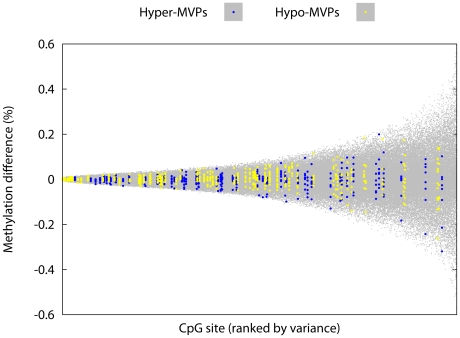 Hyper-MVPs Hypo-MVPs
0.6
0.4
0.2
0
-0.2
-0.4
-0.6
Methylation difference (%)
CpG site (ranked by variance)